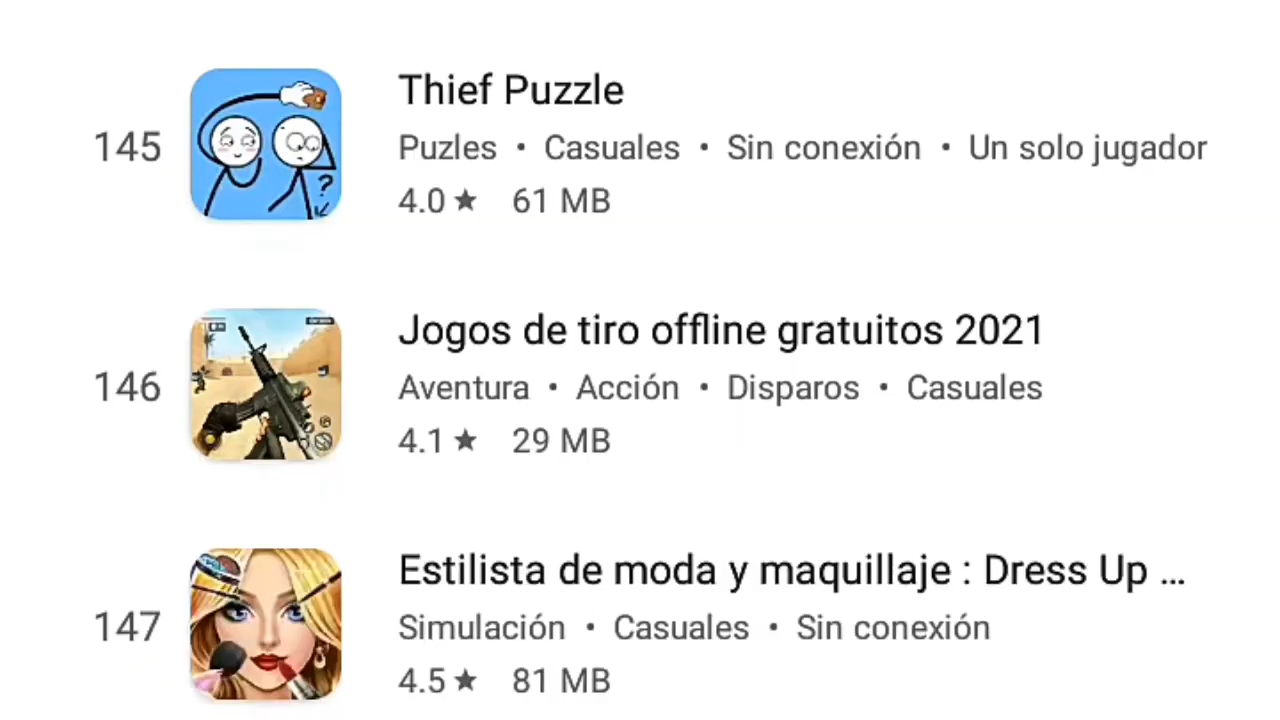 145
Thief Puzzle
Puzles • Casuales • Sin conexión • Un solo jugador
4.0 ★ 61 MB
?
146
Jogos de tiro offline gratuitos 2021
Aventura • Acción • Disparos • Casuales
4.1 ★ 29 MB
147
Estilista de moda y maquillaje : Dress Up ...
Simulación • Casuales • Sin conexión
4.5 ★ 81 MB